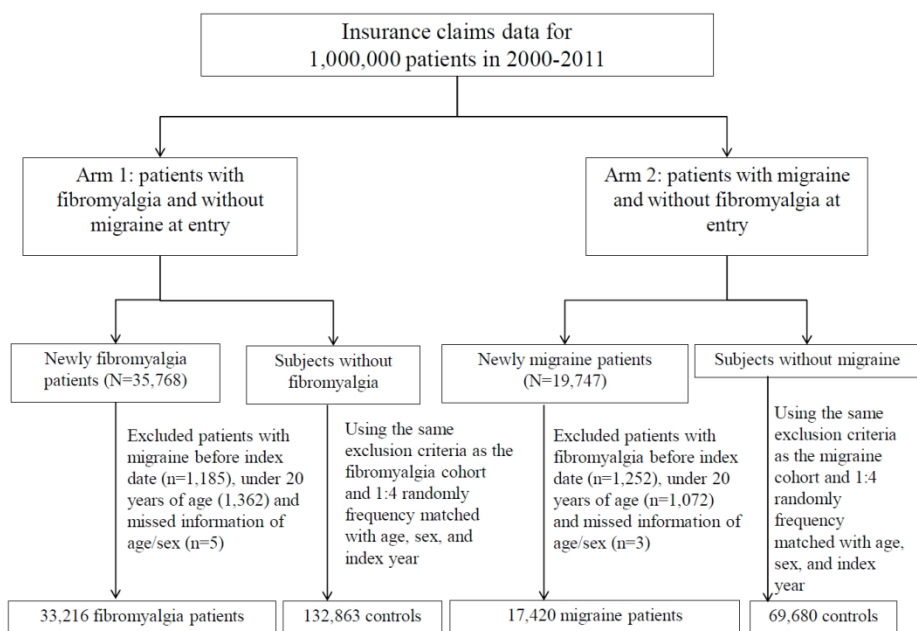 Insurance claims data for
1,000,000 patients in 2000-2011
Arm 1: patients with
fibromyalgia and without
migraine at entry
Arm 2: patients with migraine
and without fibromyalgia at
entry
Newly fibromyalgia
patients (N=35,768)
Subjects without
fibromyalgia
Newly migraine patients
(N=19,747)
Subjects without migraine
Excluded patients with
migraine before index
date (n=1,185), under 20
years of age (1,362) and
missed information of
age/sex (n=5)
Using the same
exclusion criteria as the
fibromyalgia cohort
and 1:4 randomly
frequency matched
with age, sex, and
index year
Excluded patients with
fibromyalgia before index
date (n=1,252), under 20
years of age (n=1,072)
and missed information of
age/sex (n=3)
Using the same
exclusion criteria
as the migraine
cohort and 1:4
randomly
frequency
matched with age,
sex, and index
year
33,216 fibromyalgia patients
132,863 controls
17,420 migraine patients
69,680 controls